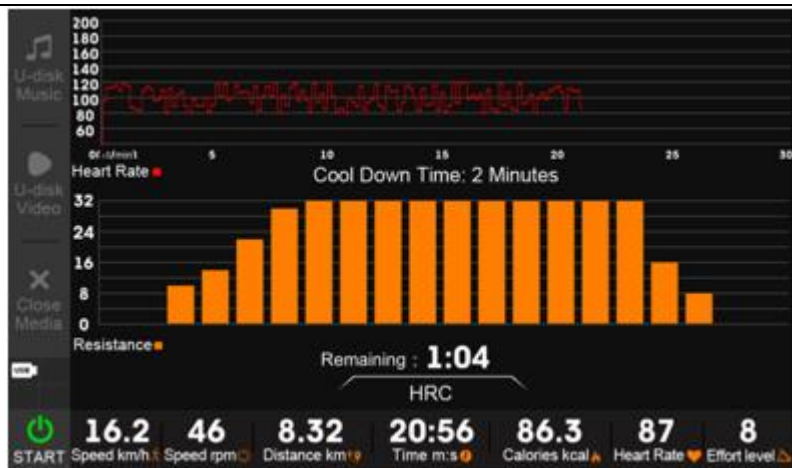 200
180
160
140
120
100
80
60
5 10 15 20 25 30
U-disk
Music
Heart Rate
Cool Down Time: 2 Minutes
U-disk
Video
32
24
16
8
0
Close
Media
Resistance
Remaining : 1:04
HRC
USB
START
16.2 46 8.32 20:56 86.3 87 8
Speed km/h Speed rpm Distance km Time m:s Calories kcal Heart Rate Effort level